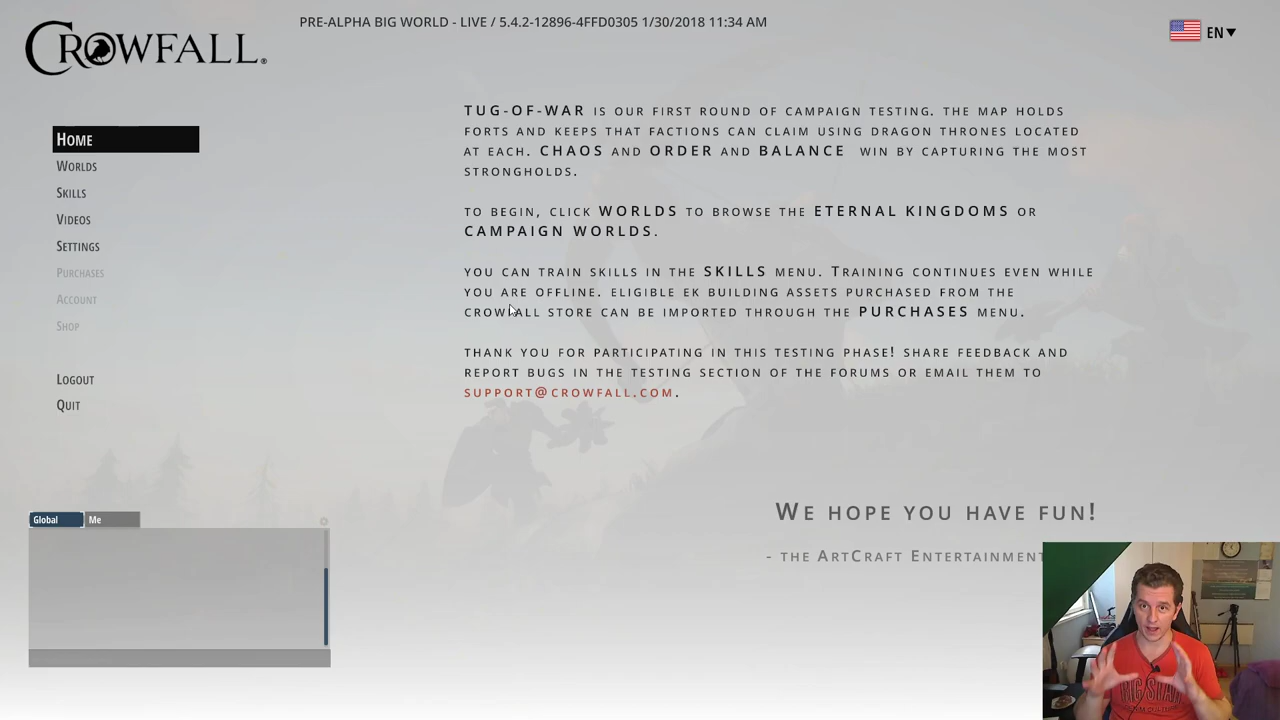 CROWFALL®
PRE-ALPHA BIG WORLD - LIVE / 5.4.2-12896-4FFD0305 1/30/2018 11:34 AM
EN
HOME
WORLDS
SKILLS
VIDEOS
SETTINGS
PURCHASES
ACCOUNT
SHOP
LOGOUT
QUIT
TUG-OF-WAR IS OUR FIRST ROUND OF CAMPAIGN TESTING. THE MAP HOLDS
FORTS AND KEEPS THAT FACTIONS CAN CLAIM USING DRAGON THRONES LOCATED
AT EACH. CHAOS AND ORDER AND BALANCE WIN BY CAPTURING THE MOST
STRONGHOLDS.
TO BEGIN, CLICK WORLDS TO BROWSE THE ETERNAL KINGDOMS OR
CAMPAIGN WORLDS.
YOU CAN TRAIN SKILLS IN THE SKILLS MENU. TRAINING CONTINUES EVEN WHILE
YOU ARE OFFLINE. ELIGIBLE EK BUILDING ASSETS PURCHASED FROM THE
CROWFALL STORE CAN BE IMPORTED THROUGH THE PURCHASES MENU.
THANK YOU FOR PARTICIPATING IN THIS TESTING PHASE! SHARE FEEDBACK AND
REPORT BUGS IN THE TESTING SECTION OF THE FORUMS OR EMAIL THEM TO
SUPPORT@CROWFALL.COM.
WE HOPE YOU HAVE FUN!
- THE ARTCRAFT ENTERTAINMENT
Global
Me